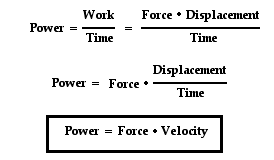 Power = Work/Time = Force • Displacement/Time
Power = Force • Displacement/Time
Power = Force • Velocity